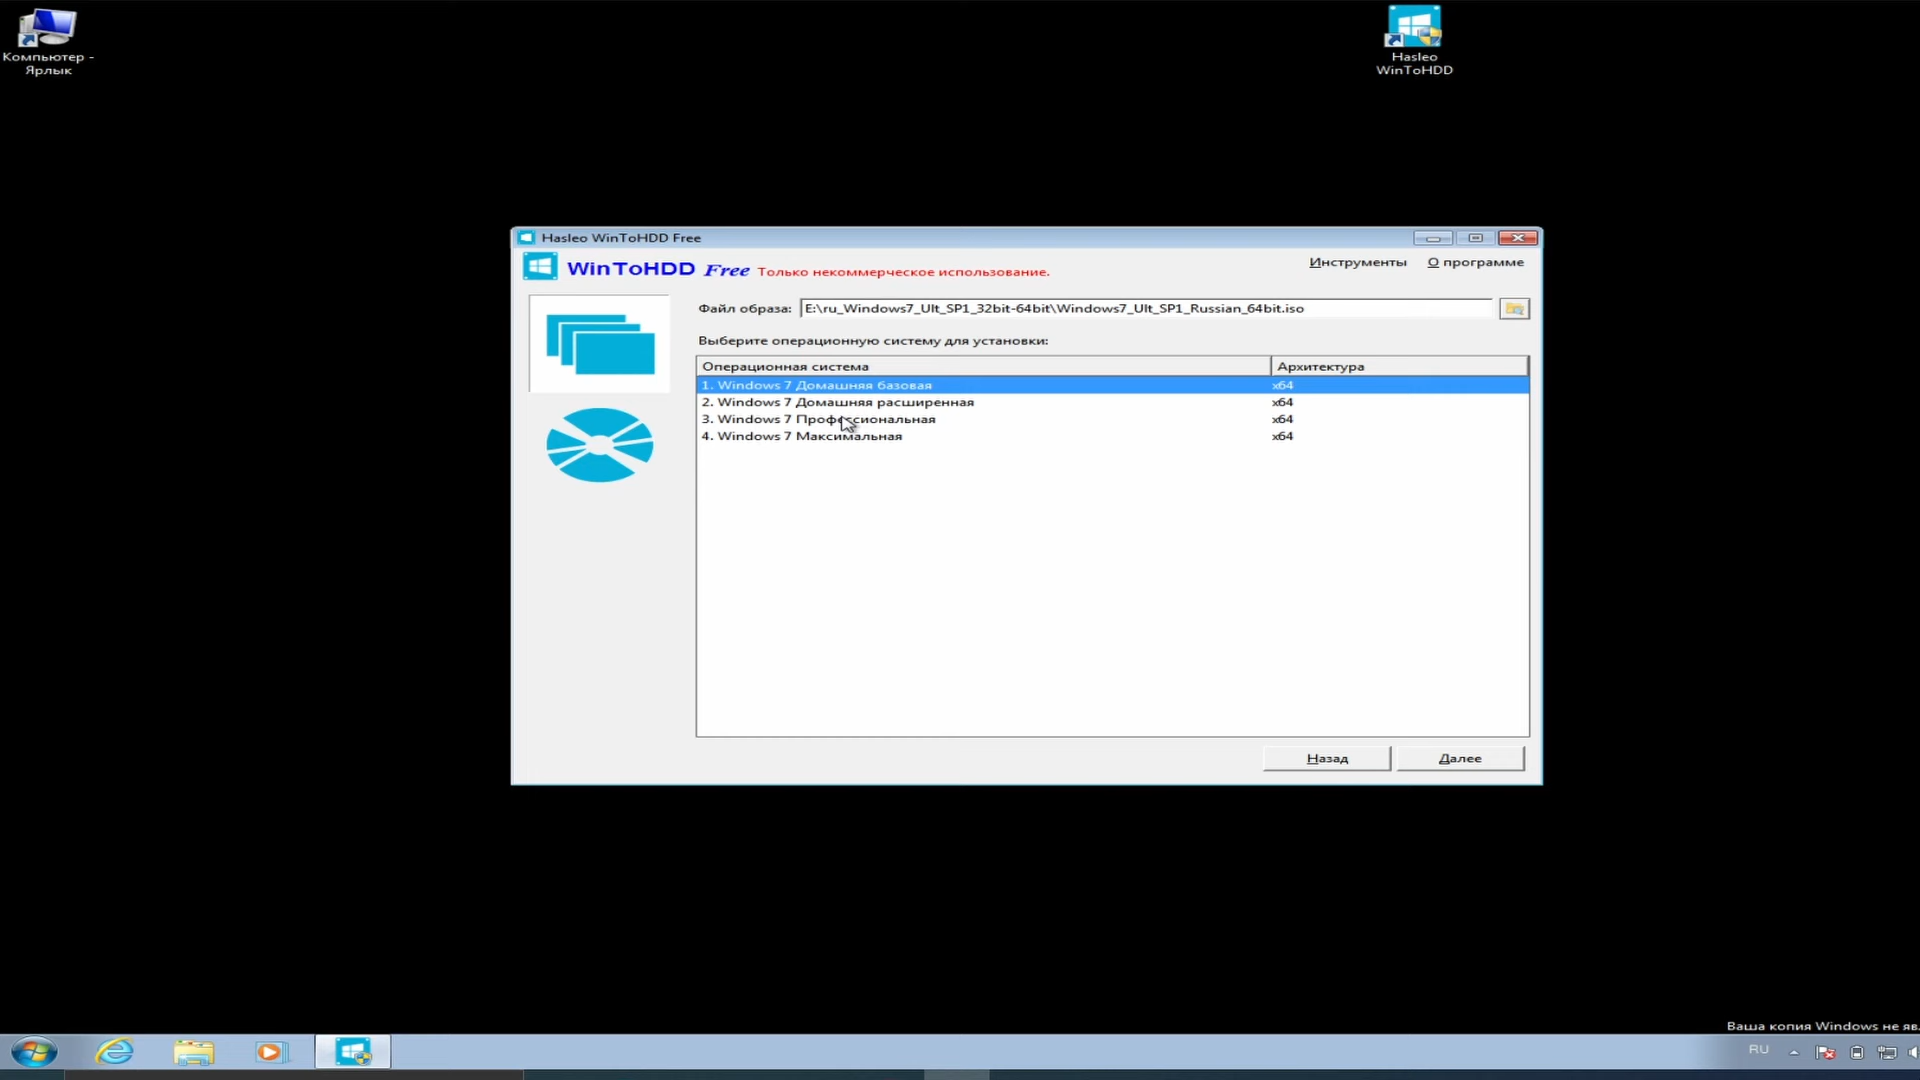 Компьютер -
Ярлык
Hasleo
WinToHDD
Hasleo WinToHDD Free
WinToHDD Free Только некоммерческое использование.
Инструменты
О программе
Файл образа: E:\ru_Windows7_Ult_SP1_32bit-64bit\Windows7_Ult_SP1_Russian_64bit.iso
Выберите операционную систему для установки:
Операционная система Архитектура
1. Windows 7 Домашняя базовая x64
2. Windows 7 Домашняя расширенная x64
3. Windows 7 Профессиональная x64
4. Windows 7 Максимальная x64
Назад
Далее
Ваша копия Windows не яв
RU